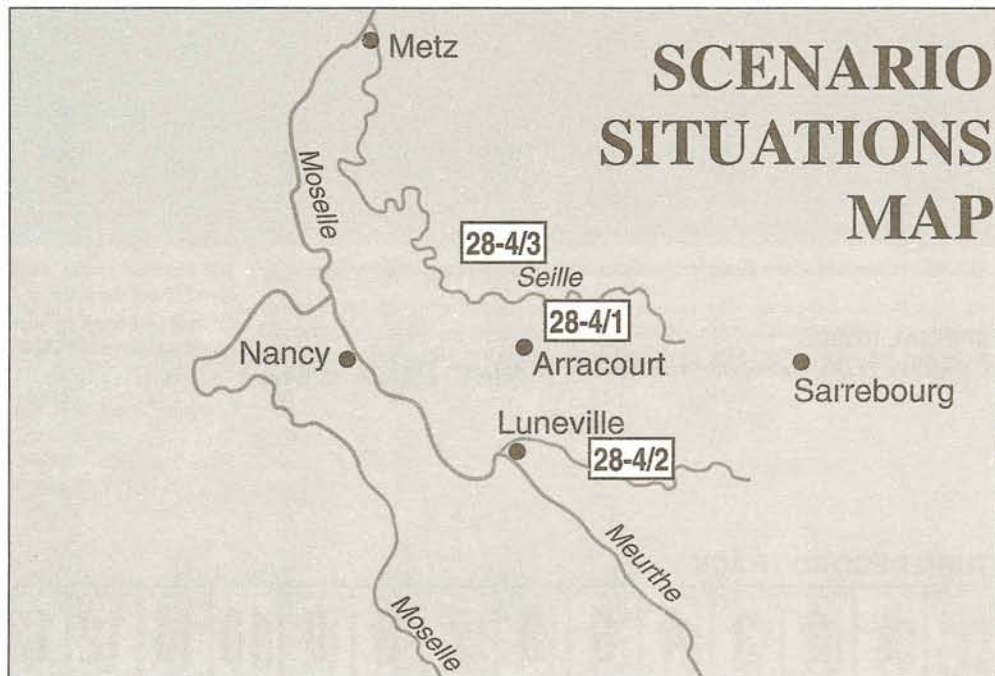 Metz
SCENARIO
SITUATIONS
MAP
Moselle
28-4/3
Seille
28-4/1
Nancy
Arracourt
Sarrebourg
Luneville
28-4/2
Meurthe
Moselle